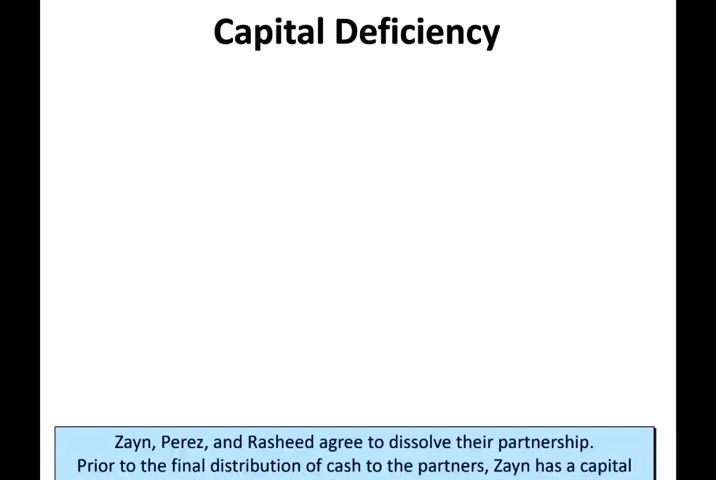 Capital Deficiency
Zayn, Perez, and Rasheed agree to dissolve their partnership.
Prior to the final distribution of cash to the partners, Zayn has a capital